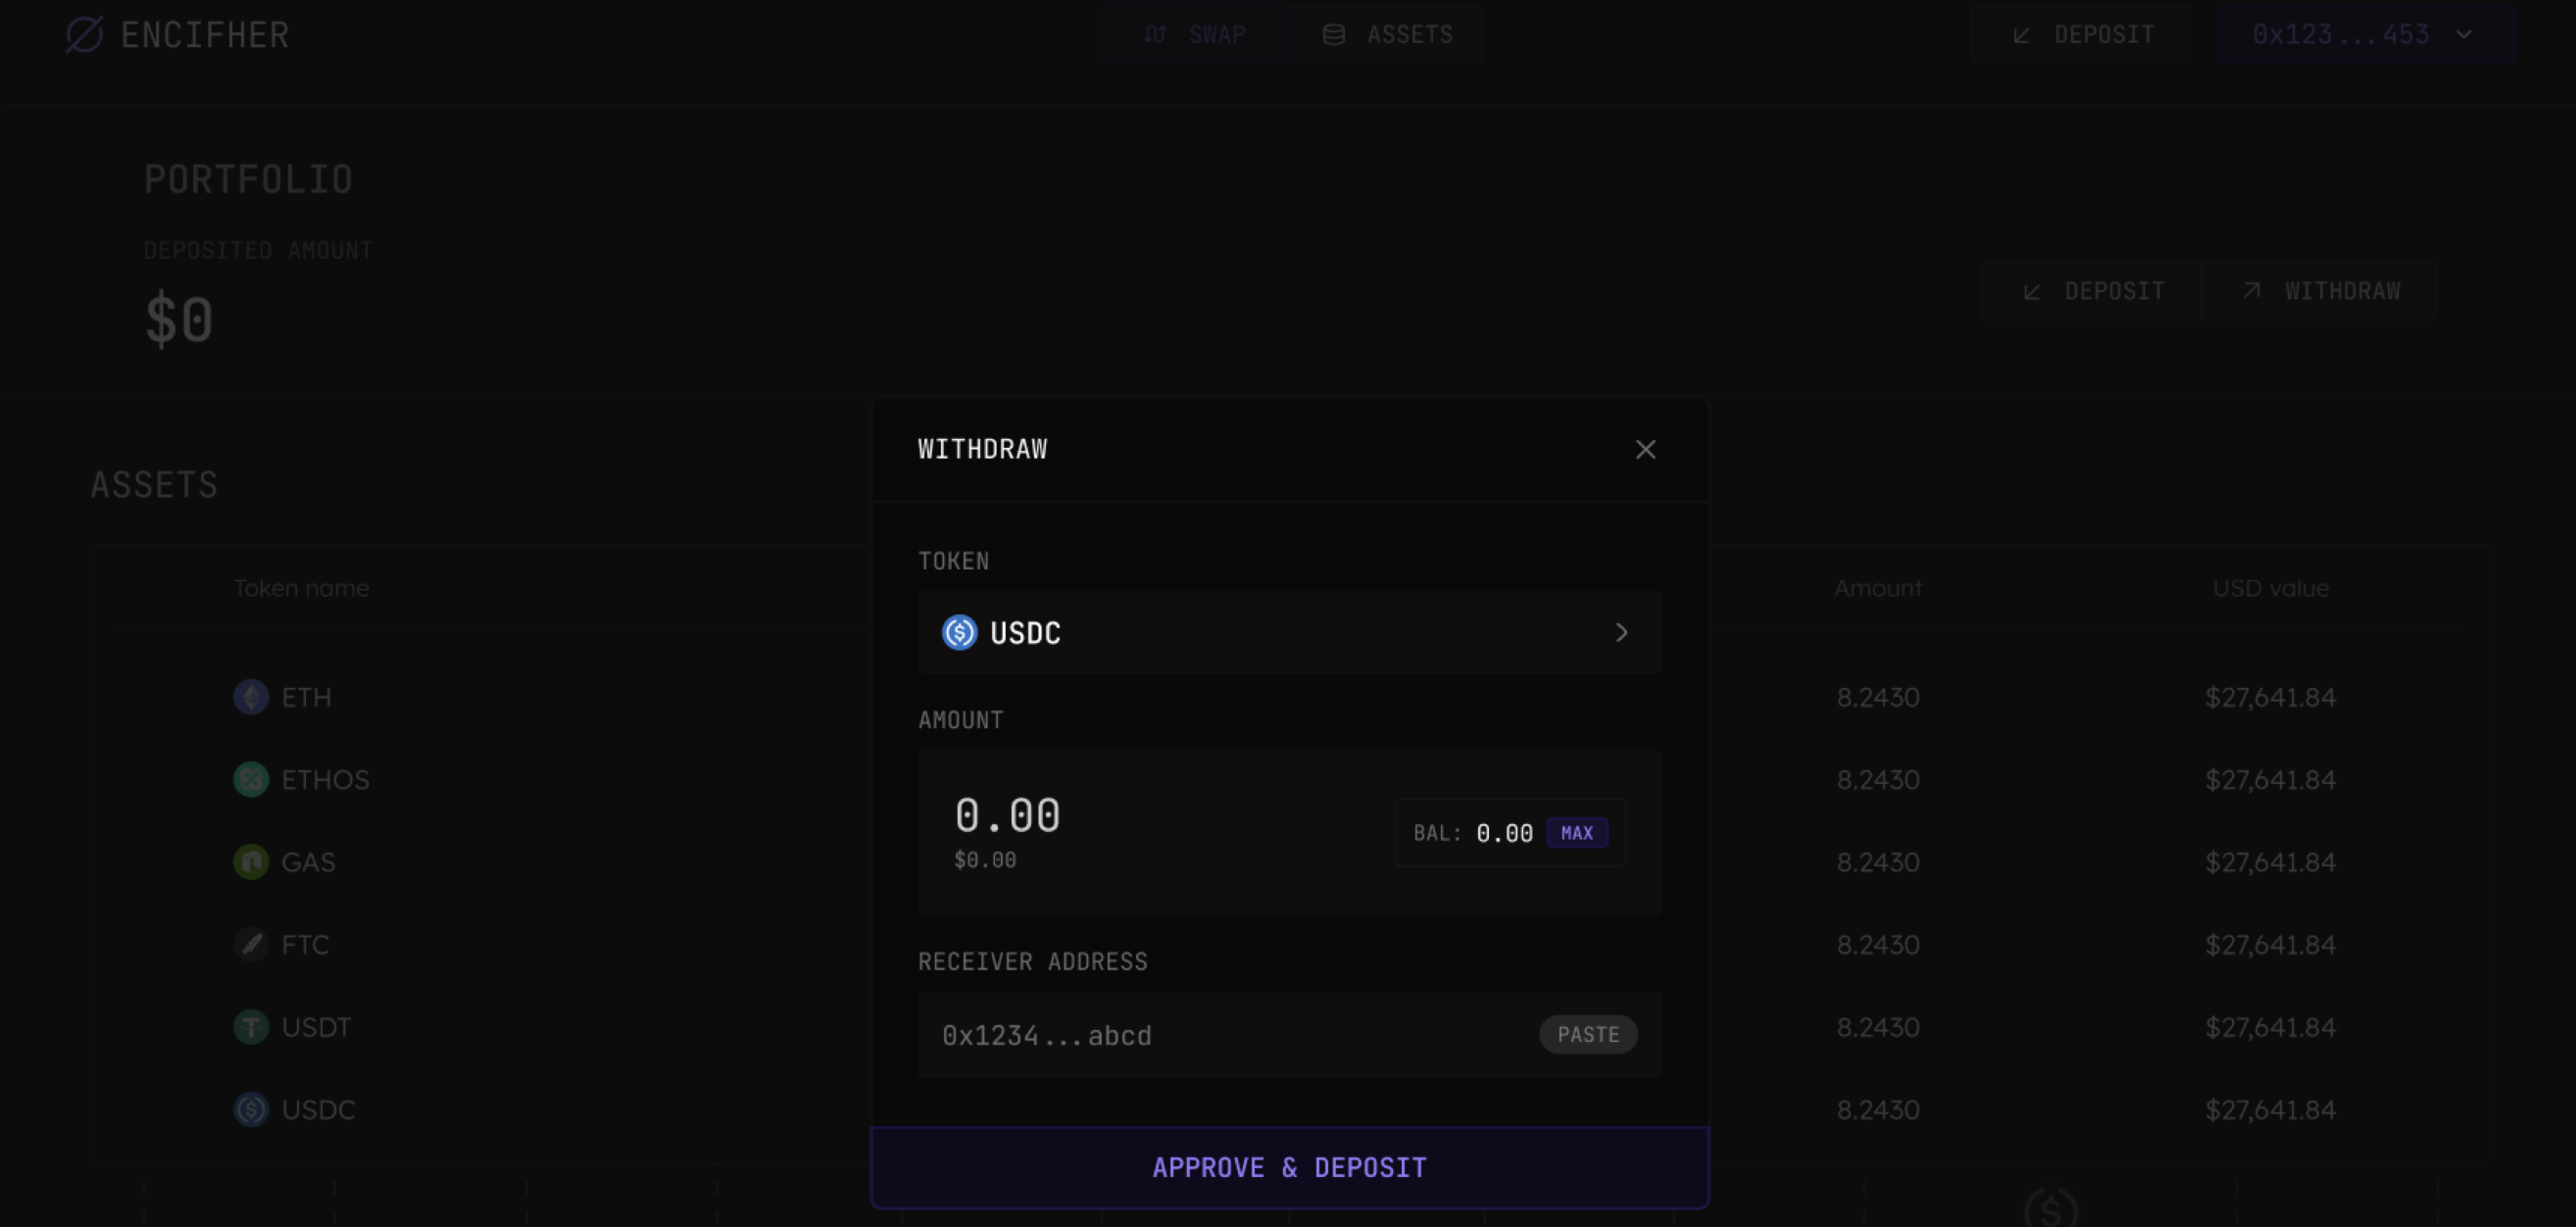 ENCIFHER
SWAP
ASSETS
DEPOSIT
0x123...453
PORTFOLIO
DEPOSITED AMOUNT
$0
DEPOSIT
WITHDRAW
ASSETS
Token name
Amount
USD value
ETH
8.2430
$27,641.84
ETHOS
8.2430
$27,641.84
GAS
8.2430
$27,641.84
FTC
8.2430
$27,641.84
USDT
8.2430
$27,641.84
USDC
8.2430
$27,641.84
WITHDRAW
TOKEN
USDC
AMOUNT
0.00
$0.00
BAL: 0.00 MAX
RECEIVER ADDRESS
0x1234...abcd
PASTE
APPROVE & DEPOSIT